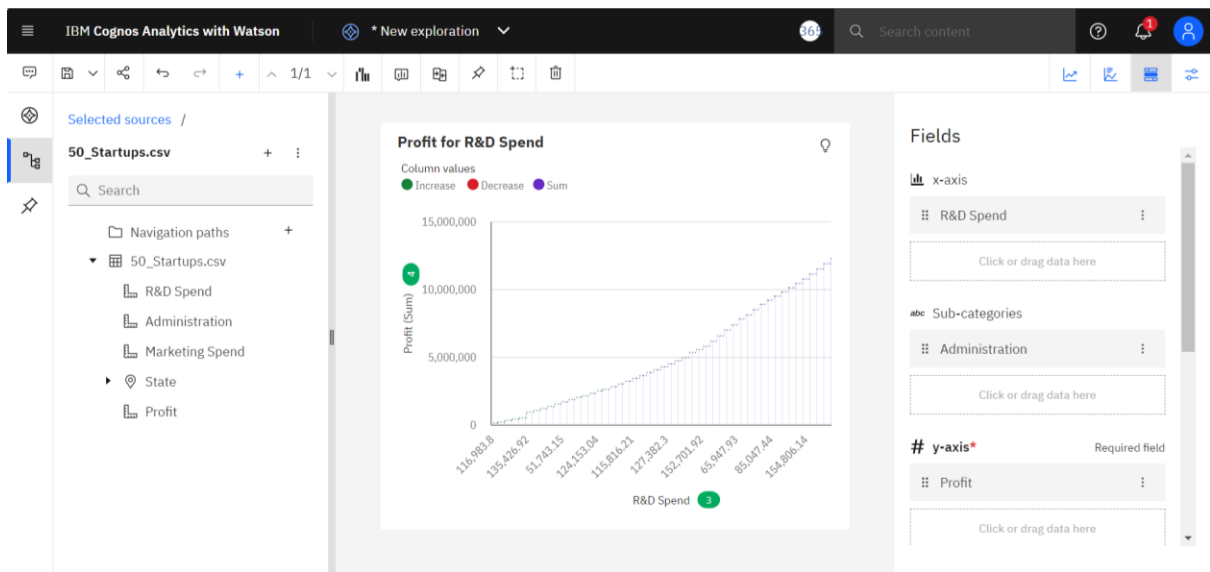 IBM Cognos Analytics with Watson
* New exploration
365
Search content
1
1/1
Selected sources /
50_Startups.csv
Search
Navigation paths
50_Startups.csv
R&D Spend
Administration
Marketing Spend
State
Profit
Profit for R&D Spend
Column values
Increase Decrease Sum
15,000,000
10,000,000
5,000,000
0
Profit (Sum) 4
116,983.8
135,426.92
51,743.15
124,153.04
115,816.21
127,382.3
152,701.92
65,947.93
85,047.44
154,806.14
R&D Spend 3
Fields
x-axis
R&D Spend
Click or drag data here
abc Sub-categories
Administration
Click or drag data here
# y-axis* Required field
Profit
Click or drag data here